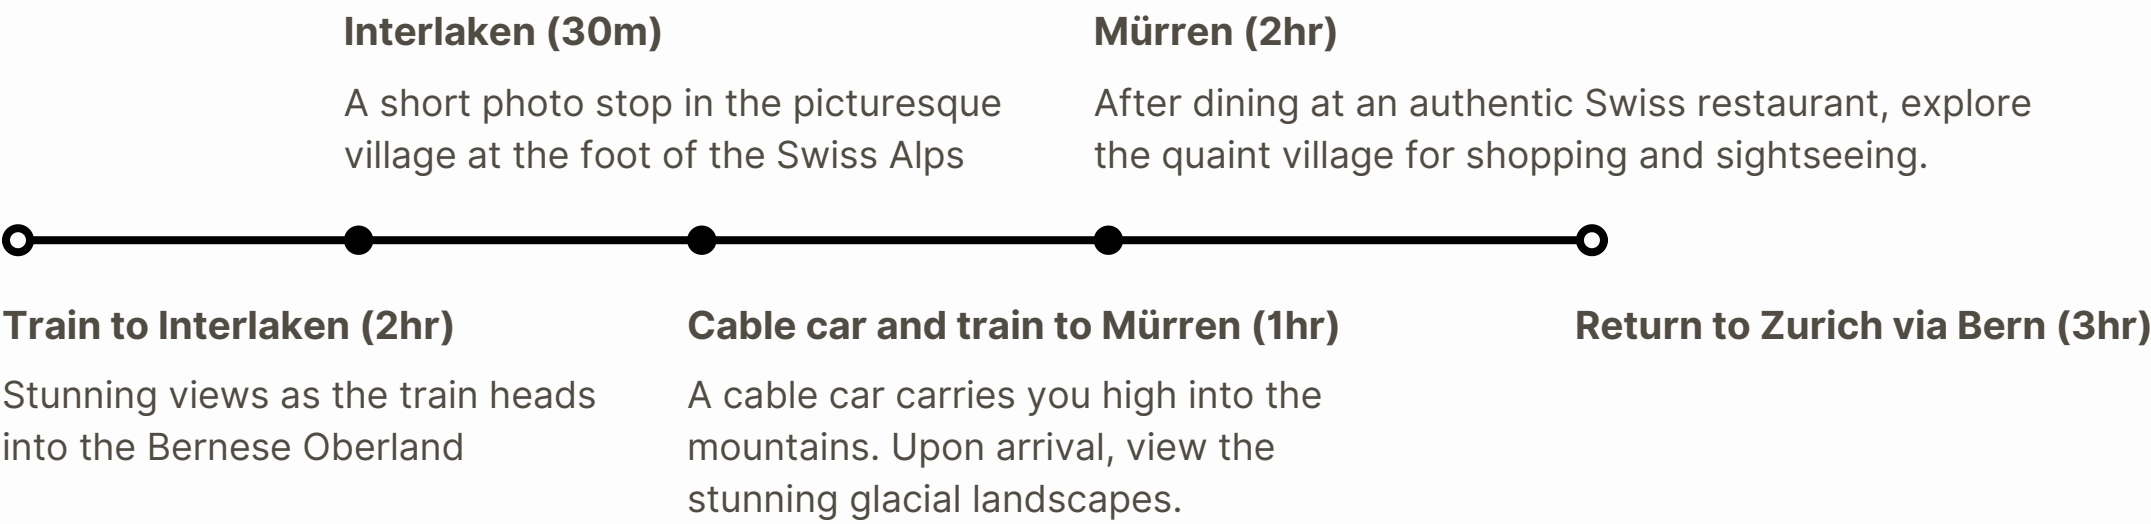 Interlaken (30m)
A short photo stop in the picturesque
village at the foot of the Swiss Alps
Mürren (2hr)
After dining at an authentic Swiss restaurant, explore
the quaint village for shopping and sightseeing.
Train to Interlaken (2hr)
Stunning views as the train heads
into the Bernese Oberland
Cable car and train to Mürren (1hr)
A cable car carries you high into the
mountains. Upon arrival, view the
stunning glacial landscapes.
Return to Zurich via Bern (3hr)